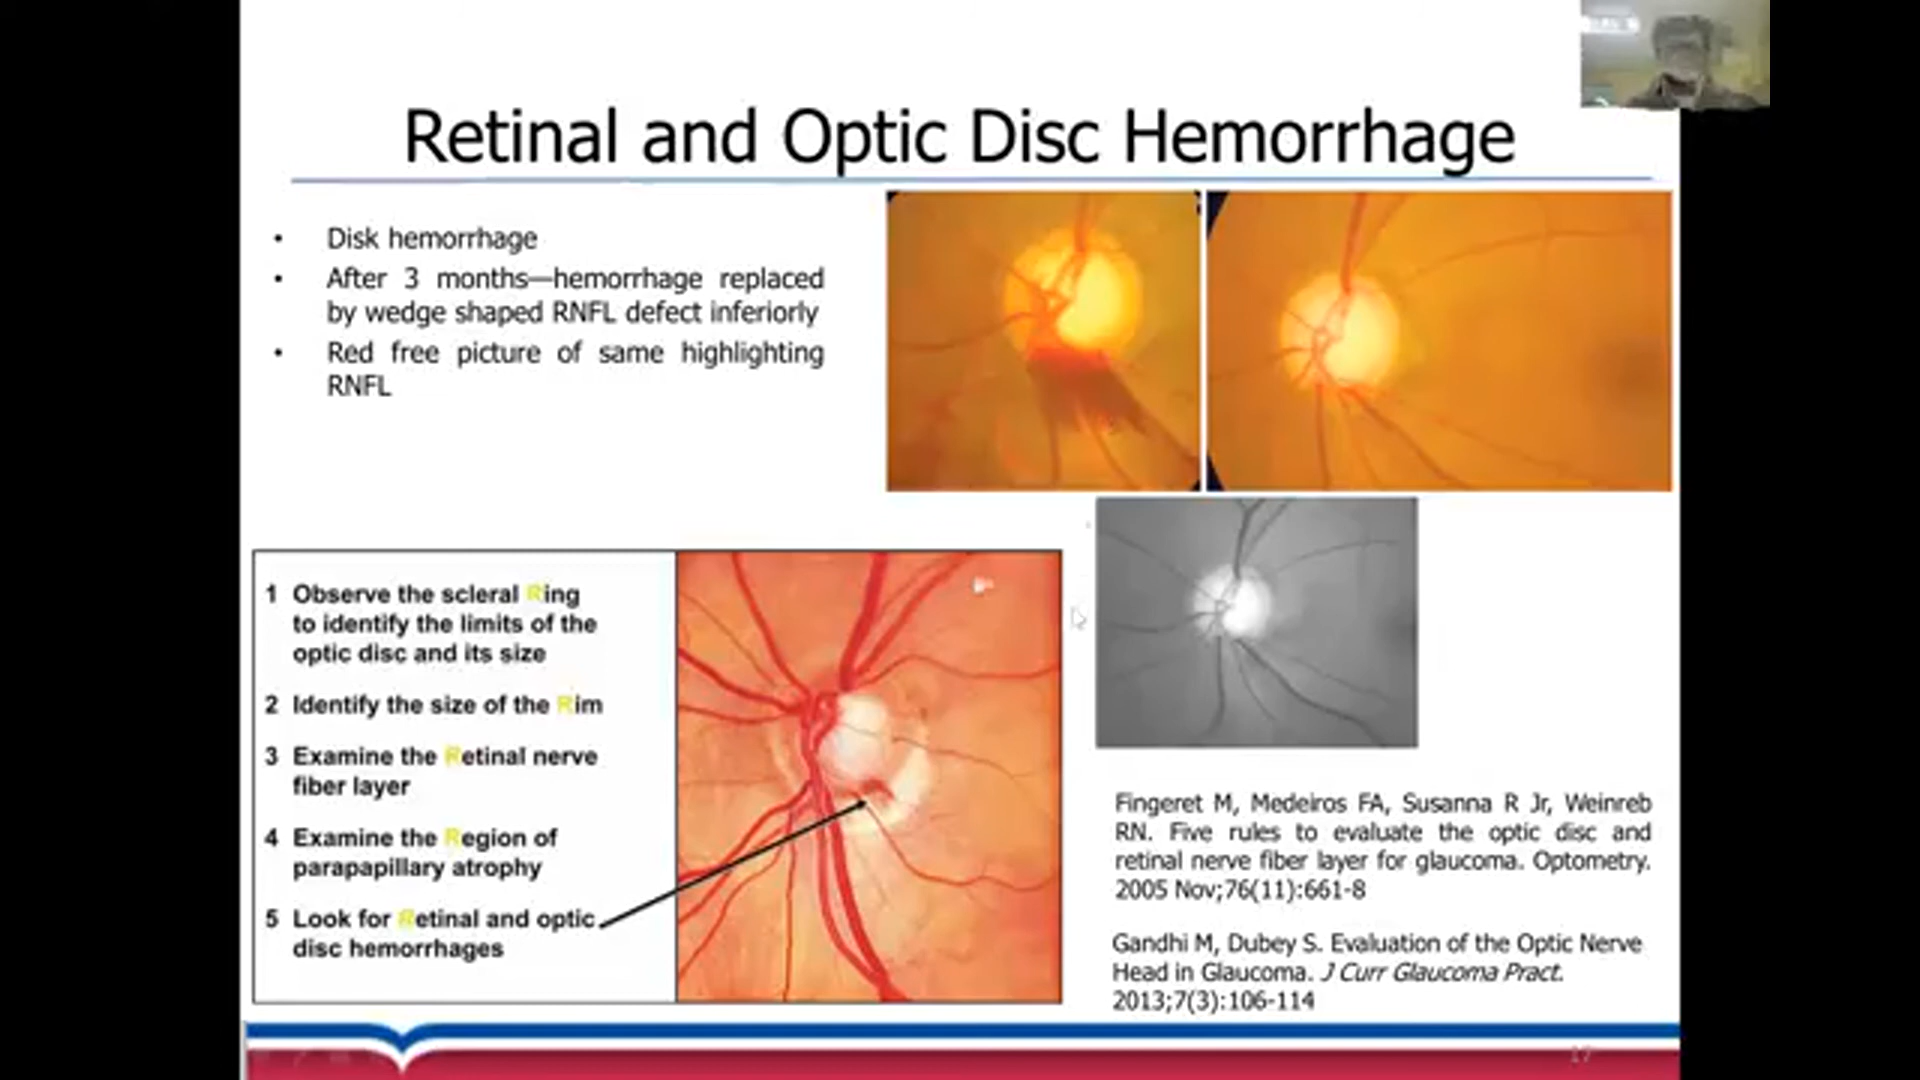 Retinal and Optic Disc Hemorrhage
• Disk hemorrhage
• After 3 months—hemorrhage replaced
by wedge shaped RNFL defect inferiorly
• Red free picture of same highlighting
RNFL
1 Observe the scleral Ring
to identify the limits of the
optic disc and its size
2 Identify the size of the Rim
3 Examine the Retinal nerve
fiber layer
4 Examine the Region of
parapapillary atrophy
5 Look for Retinal and optic
disc hemorrhages
Fingeret M, Medeiros FA, Susanna R Jr, Weinreb
RN. Five rules to evaluate the optic disc and
retinal nerve fiber layer for glaucoma. Optometry.
2005 Nov;76(11):661-8
Gandhi M, Dubey S. Evaluation of the Optic Nerve
Head in Glaucoma. J Curr Glaucoma Pract.
2013;7(3):106-114
17